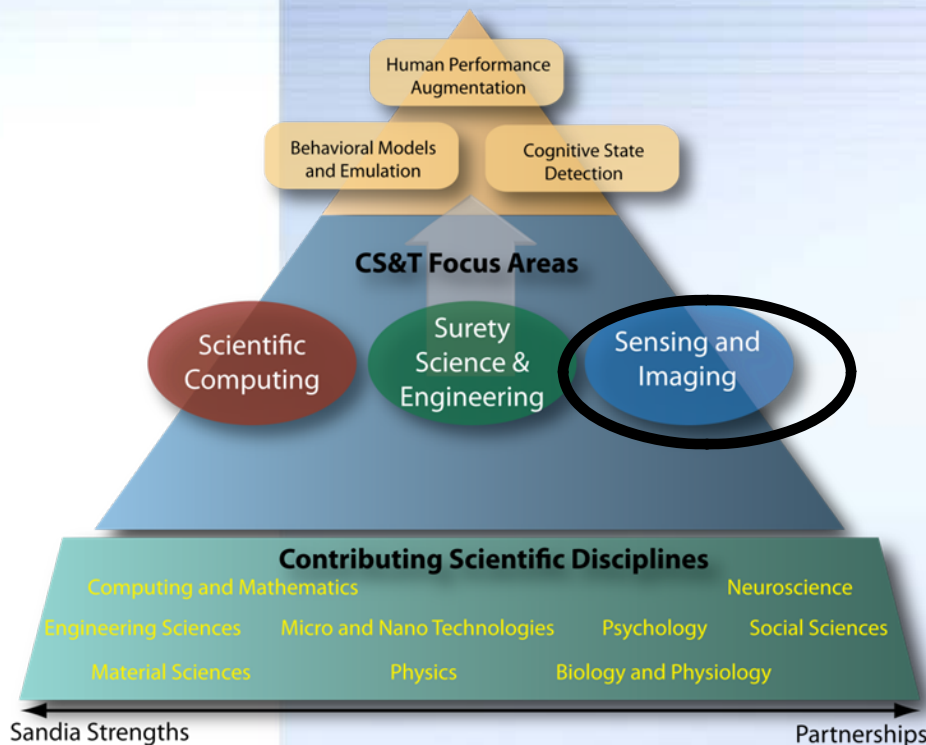 Human Performance
Augmentation
Behavioral Models
and Emulation
Cognitive State
Detection
CS&T Focus Areas
Scientific
Computing
Surety
Science &
Engineering
Sensing and
Imaging
Contributing Scientific Disciplines
Computing and Mathematics
Neuroscience
Engineering Sciences
Micro and Nano Technologies
Psychology
Social Sciences
Material Sciences
Physics
Biology and Physiology
Sandia Strengths
Partnerships